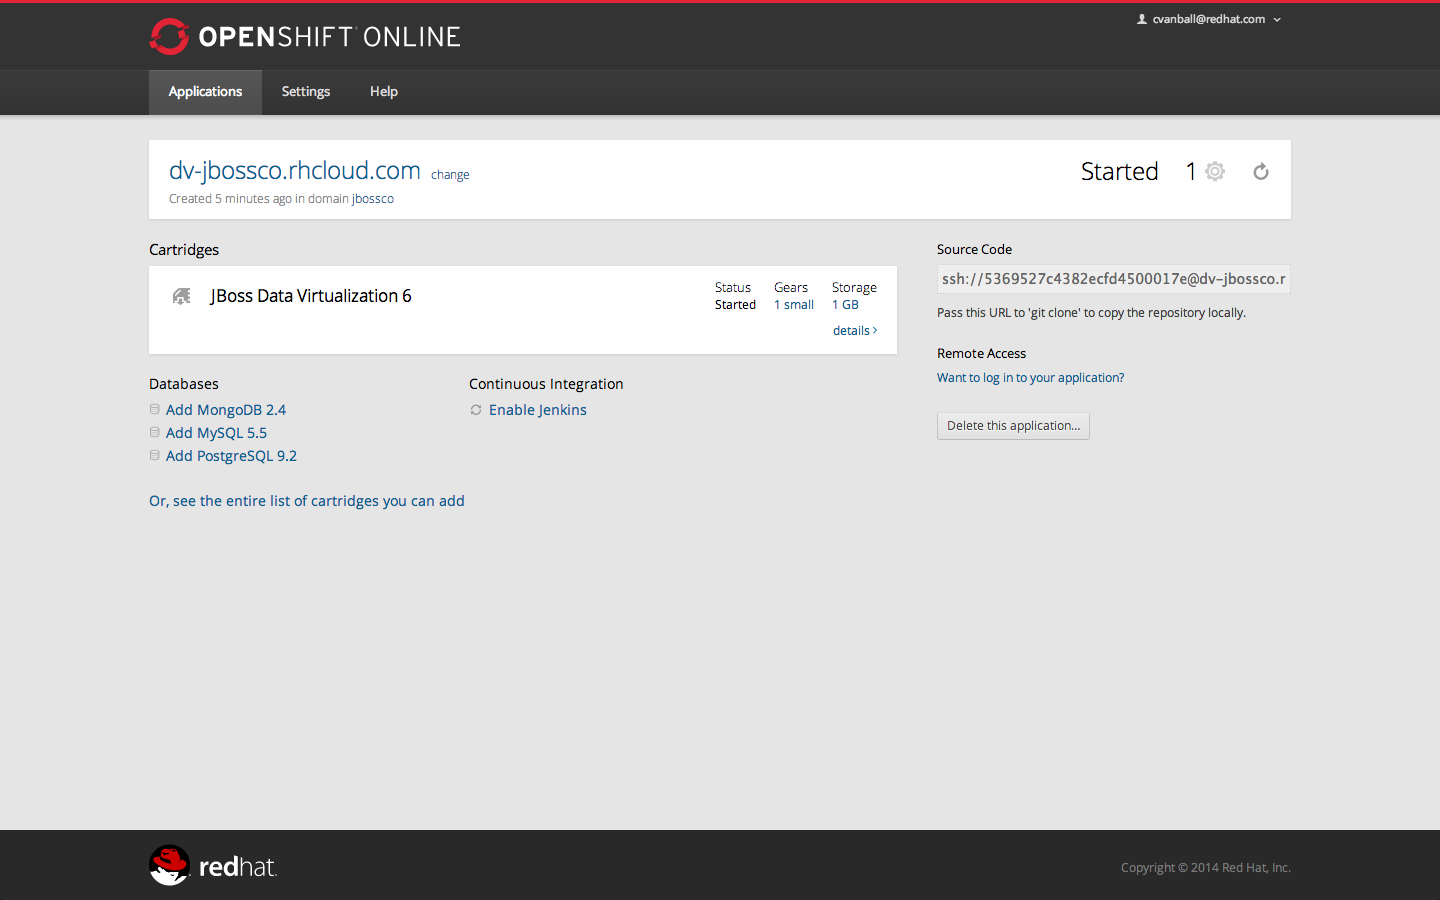 OPENSHIFT ONLINE
cvanball@redhat.com
Applications Settings Help
dv-jbossco.rhcloud.com change
Created 5 minutes ago in domain jbossco
Started 1
Cartridges
JBoss Data Virtualization 6
Status Gears Storage
Started 1 small 1 GB
details ›
Databases
Add MongoDB 2.4
Add MySQL 5.5
Add PostgreSQL 9.2
Continuous Integration
Enable Jenkins
Or, see the entire list of cartridges you can add
Source Code
ssh://5369527c4382ecfd4500017e@dv-jbossco.r
Pass this URL to 'git clone' to copy the repository locally.
Remote Access
Want to log in to your application?
Delete this application...
redhat.
Copyright © 2014 Red Hat, Inc.